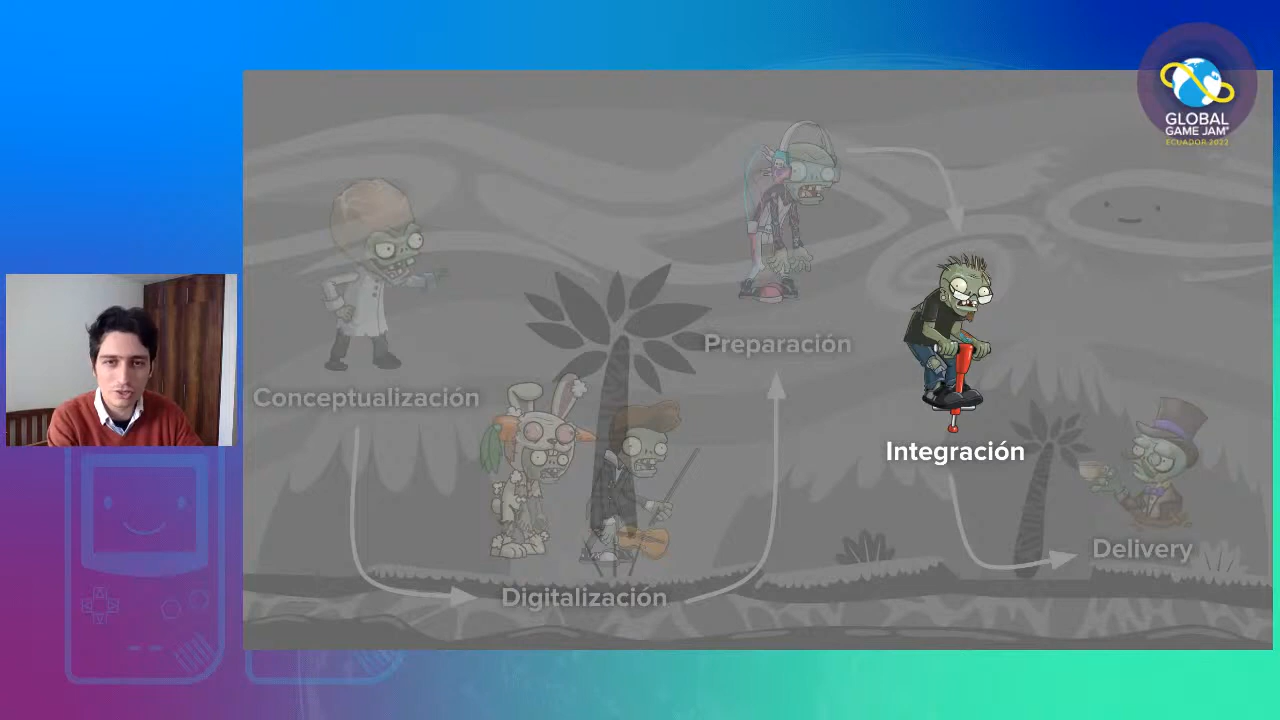 GLOBAL
GAME JAM®
ECUADOR 2022
Preparación
Conceptualización
Integración
Delivery
Digitalización